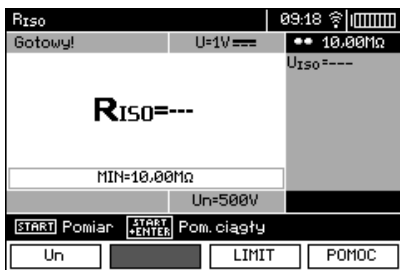 RISO 09:18
Gotowy! U=1V ●● 10,00MΩ
UISO=---
RISO=---
MIN=10,00MΩ
Un=500V
START Pomiar START +ENTER Pom. ciągły
Un LIMIT POMOC